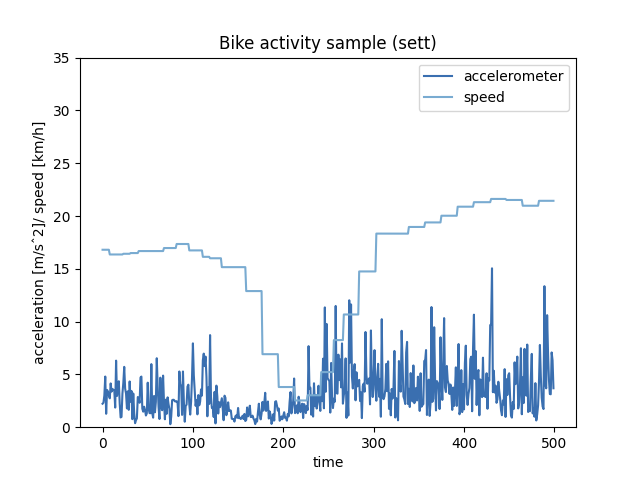 Bike activity sample (sett)
accelerometer
speed
acceleration [m/sˆ2]/ speed [km/h]
35
30
25
20
15
10
5
0
0 100 200 300 400 500
time